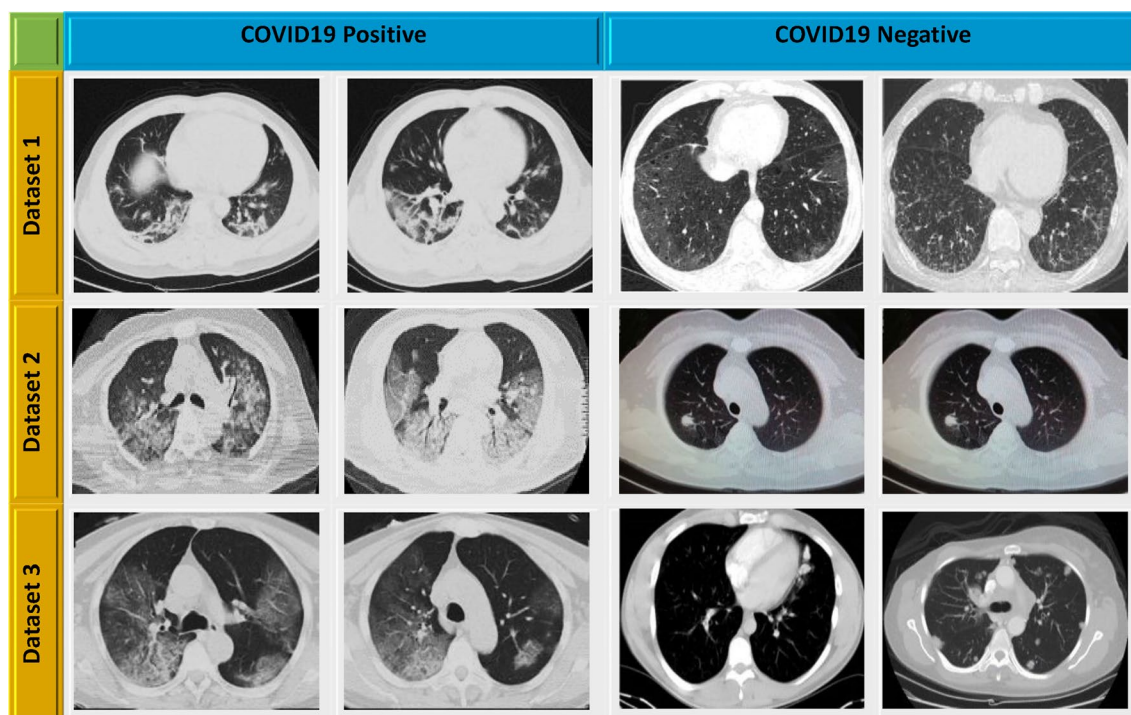 COVID19 Positive
COVID19 Negative
Dataset 1
Dataset 2
Dataset 3